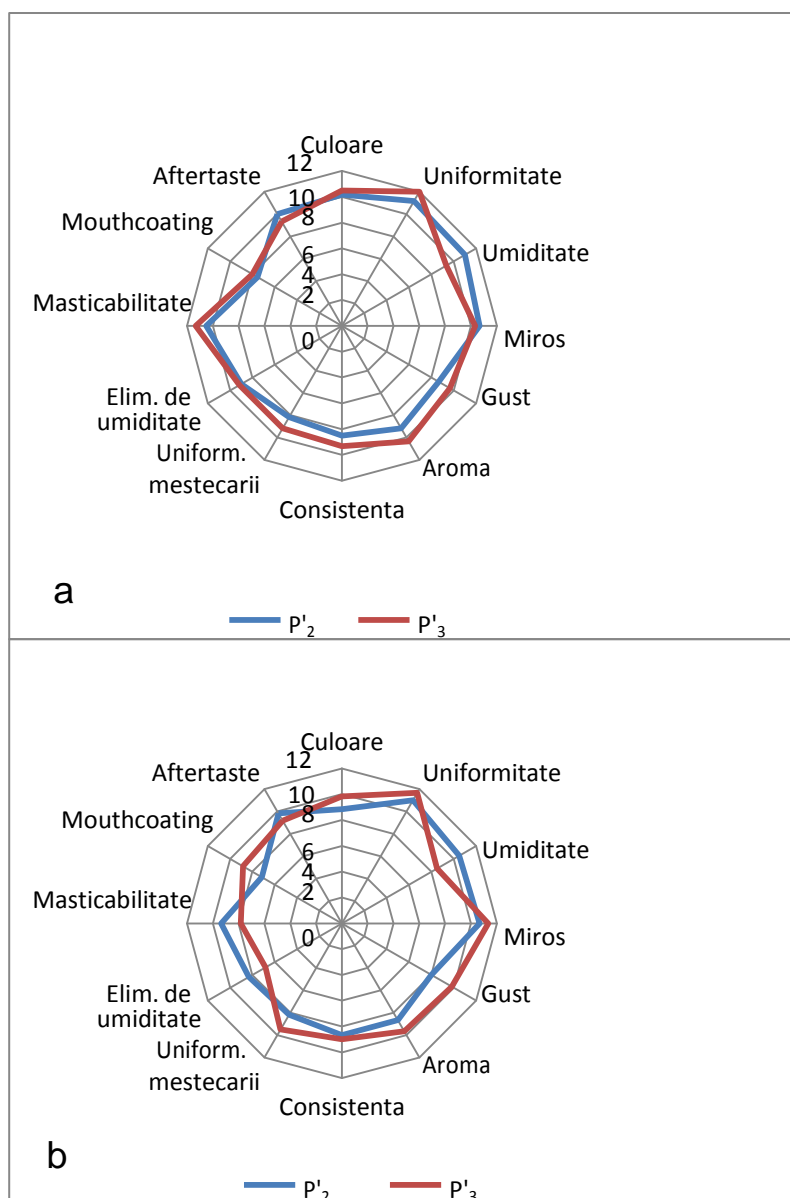 Culoare
12
Aftertaste
Uniformitate
10
Mouthcoating
8
Umiditate
6
4
Masticabilitate
2
Miros
0
Elim. de
umiditate
Gust
Uniform.
mestecarii
Aroma
Consistenta
a
P'2 P'3
Culoare
12
Aftertaste
Uniformitate
10
Mouthcoating
8
Umiditate
6
4
Masticabilitate
2
Miros
0
Elim. de
umiditate
Gust
Uniform.
mestecarii
Aroma
Consistenta
b
P'2 P'3